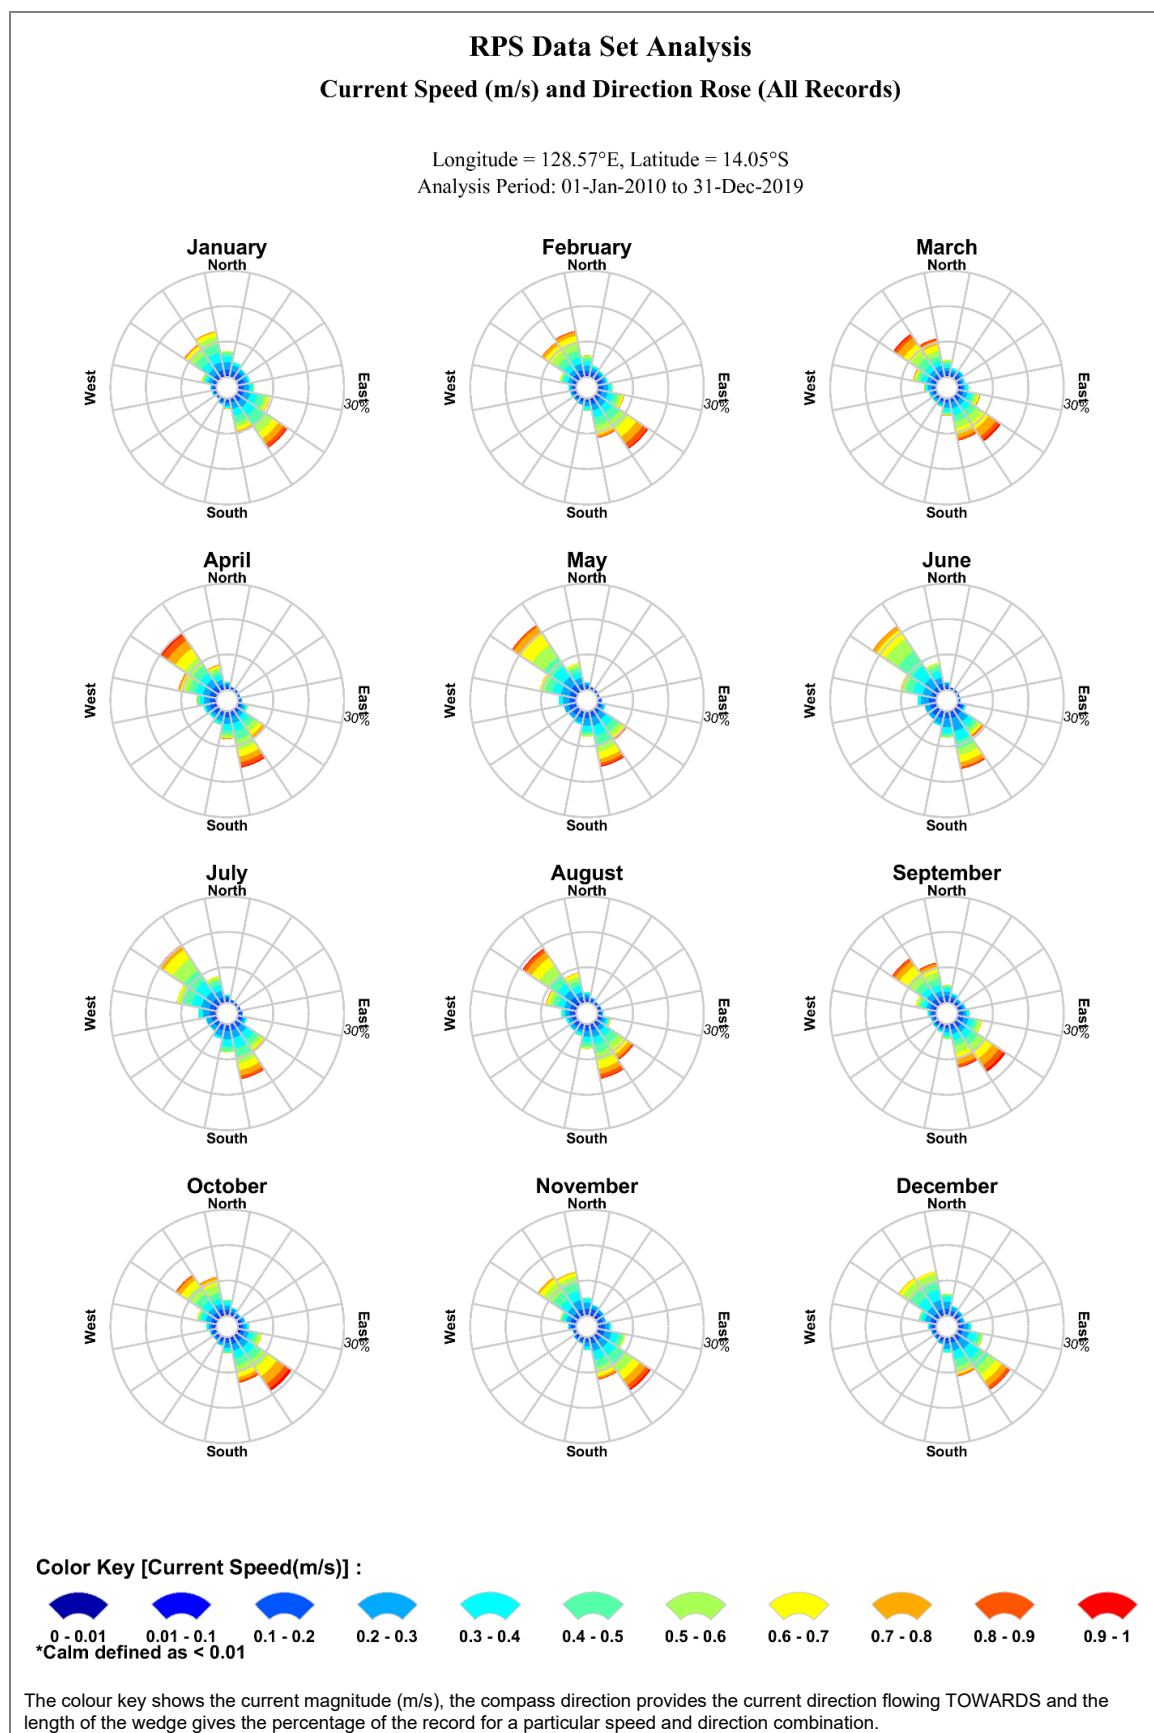 RPS Data Set Analysis
Current Speed (m/s) and Direction Rose (All Records)
Longitude = 128.57°E, Latitude = 14.05°S
Analysis Period: 01-Jan-2010 to 31-Dec-2019
January
North
West
East
30%
South
February
North
West
East
30%
South
March
North
West
East
30%
South
April
North
West
East
30%
South
May
North
West
East
30%
South
June
North
West
East
30%
South
July
North
West
East
30%
South
August
North
West
East
30%
South
September
North
West
East
30%
South
October
North
West
East
30%
South
November
North
West
East
30%
South
December
North
West
East
30%
South
Color Key [Current Speed(m/s)] :
0 - 0.01 0.01 - 0.1 0.1 - 0.2 0.2 - 0.3 0.3 - 0.4 0.4 - 0.5 0.5 - 0.6 0.6 - 0.7 0.7 - 0.8 0.8 - 0.9 0.9 - 1
*Calm defined as < 0.01
The colour key shows the current magnitude (m/s), the compass direction provides the current direction flowing TOWARDS and the
length of the wedge gives the percentage of the record for a particular speed and direction combination.